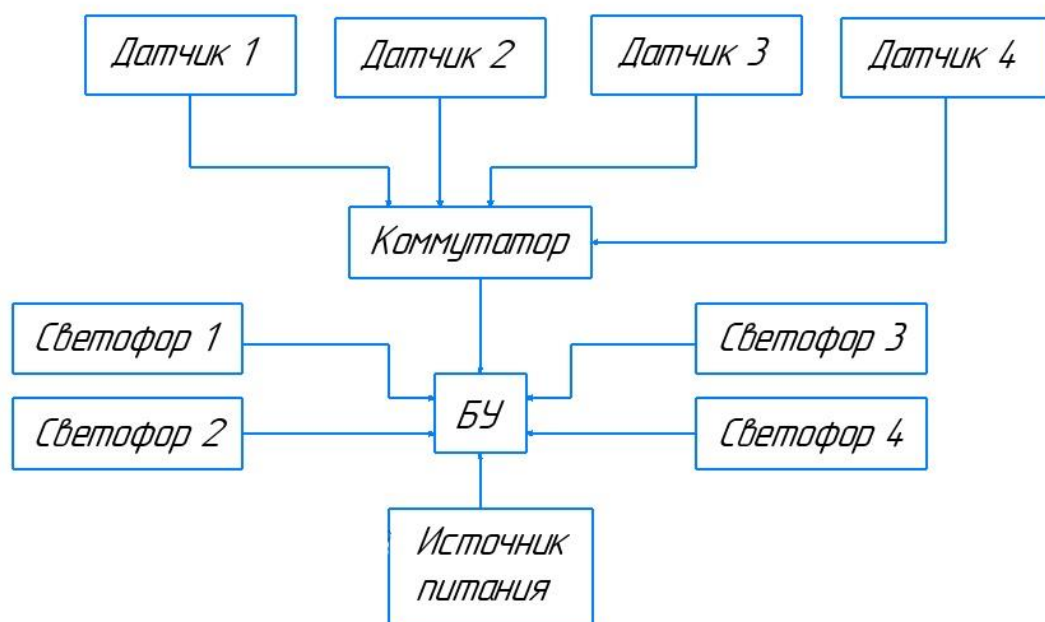 Датчик 1
Датчик 2
Датчик 3
Датчик 4
Коммутатор
Светофор 1
Светофор 3
БУ
Светофор 2
Светофор 4
Источник
питания